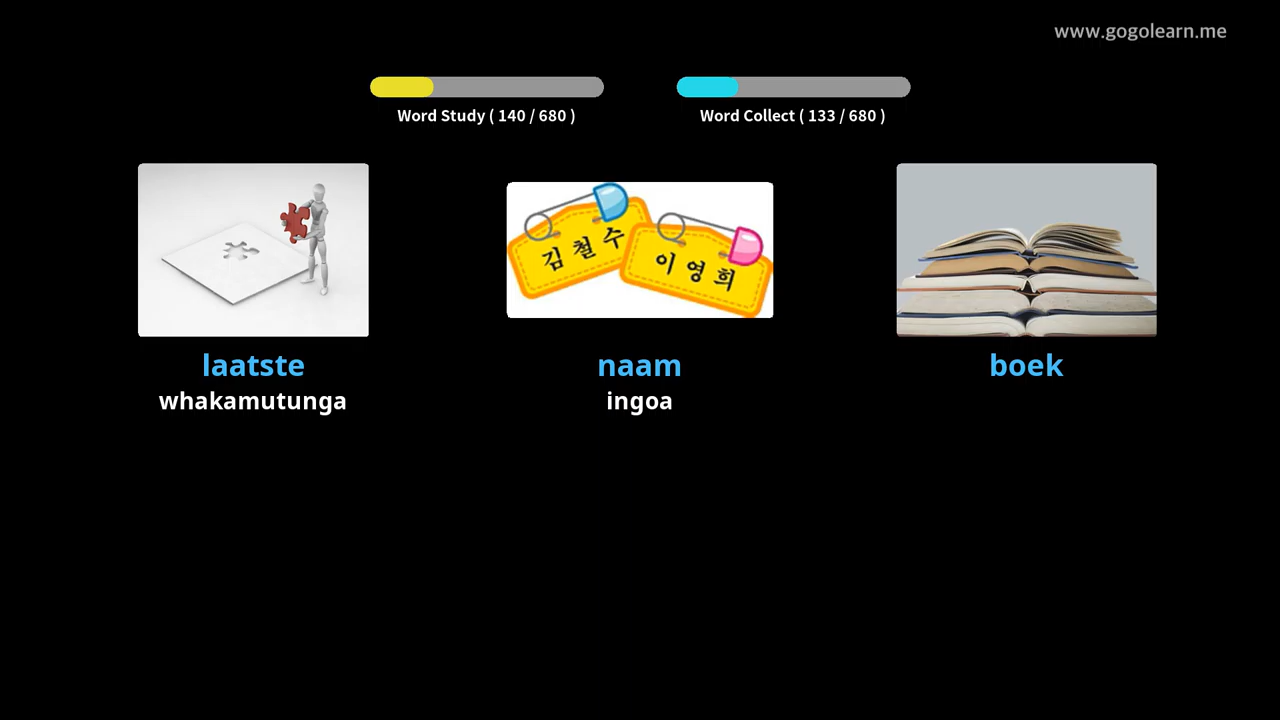 www.gogolearn.me
Word Study ( 140 / 680 )
Word Collect ( 133 / 680 )
김철수
이영희
laatste
naam
boek
whakamutunga
ingoa